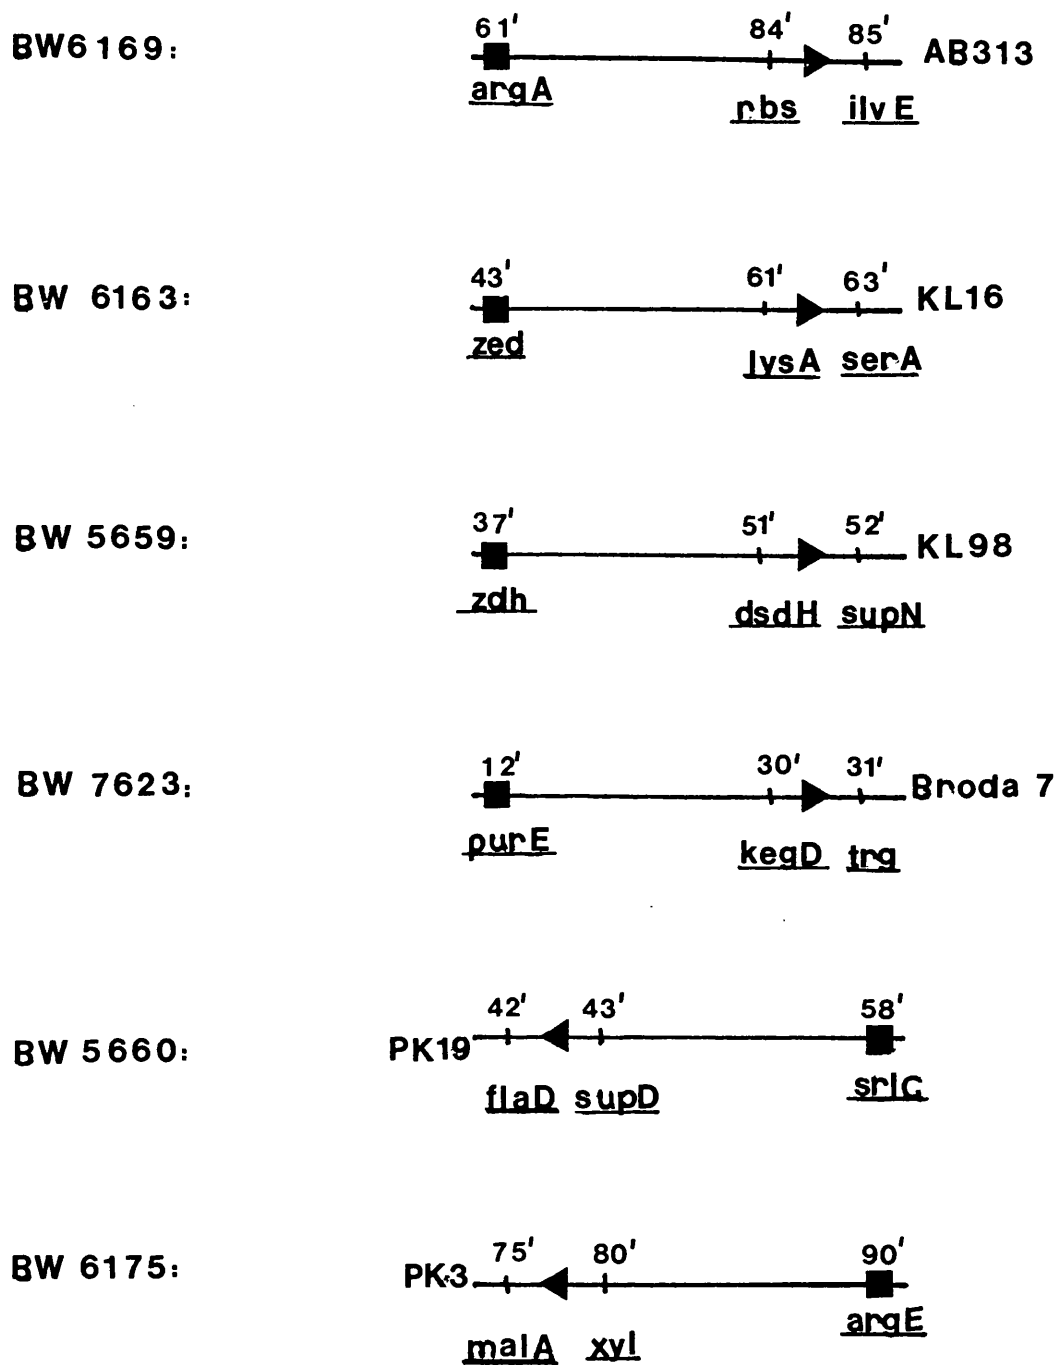 61' 84' 85'
BW6169: AB313
argA rbs ilvE
43' 61' 63'
BW 6163: KL16
zed lysA serA
37' 51' 52'
BW 5659: KL98
zdh dsdH supN
12' 30' 31'
BW 7623: Broda 7
purE kegD trg
42' 43' 58'
BW 5660: PK19
flaD supD srlC
75' 80' 90'
BW 6175: PK3
malA xyl argE